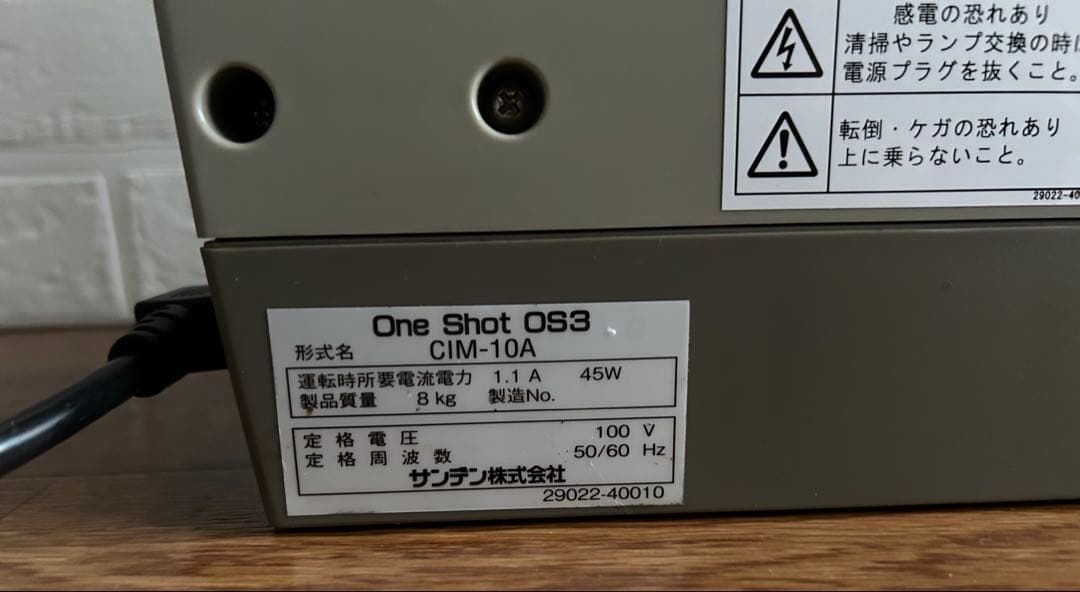 感電の恐れあり
清掃やランプ交換の時に
電源プラグを抜くこと。
転倒・ケガの恐れあり
上に乗らないこと。
29022-40
One Shot OS3
形式名 CIM-10A
運転時所要電流電力 1.1 A 45W
製品質量 8 kg 製造No.
定格電圧 100 V
定格周波数 50/60 Hz
サンデン株式会社
29022-40010